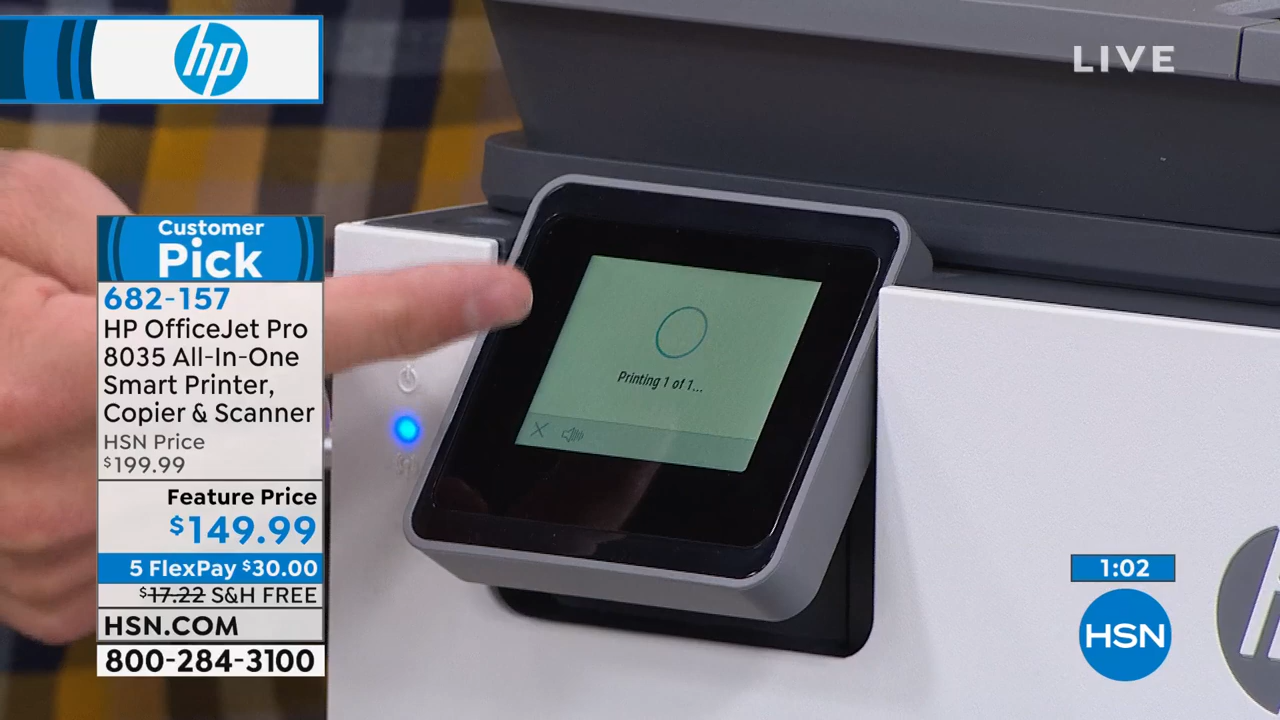 hp
LIVE
Customer
Pick
682-157
HP OfficeJet Pro
8035 All-In-One
Smart Printer,
Copier & Scanner
HSN Price
$199.99
Feature Price
$149.99
5 FlexPay $30.00
$17.22 S&H FREE
HSN.COM
800-284-3100
Printing 1 of 1...
1:02
HSN